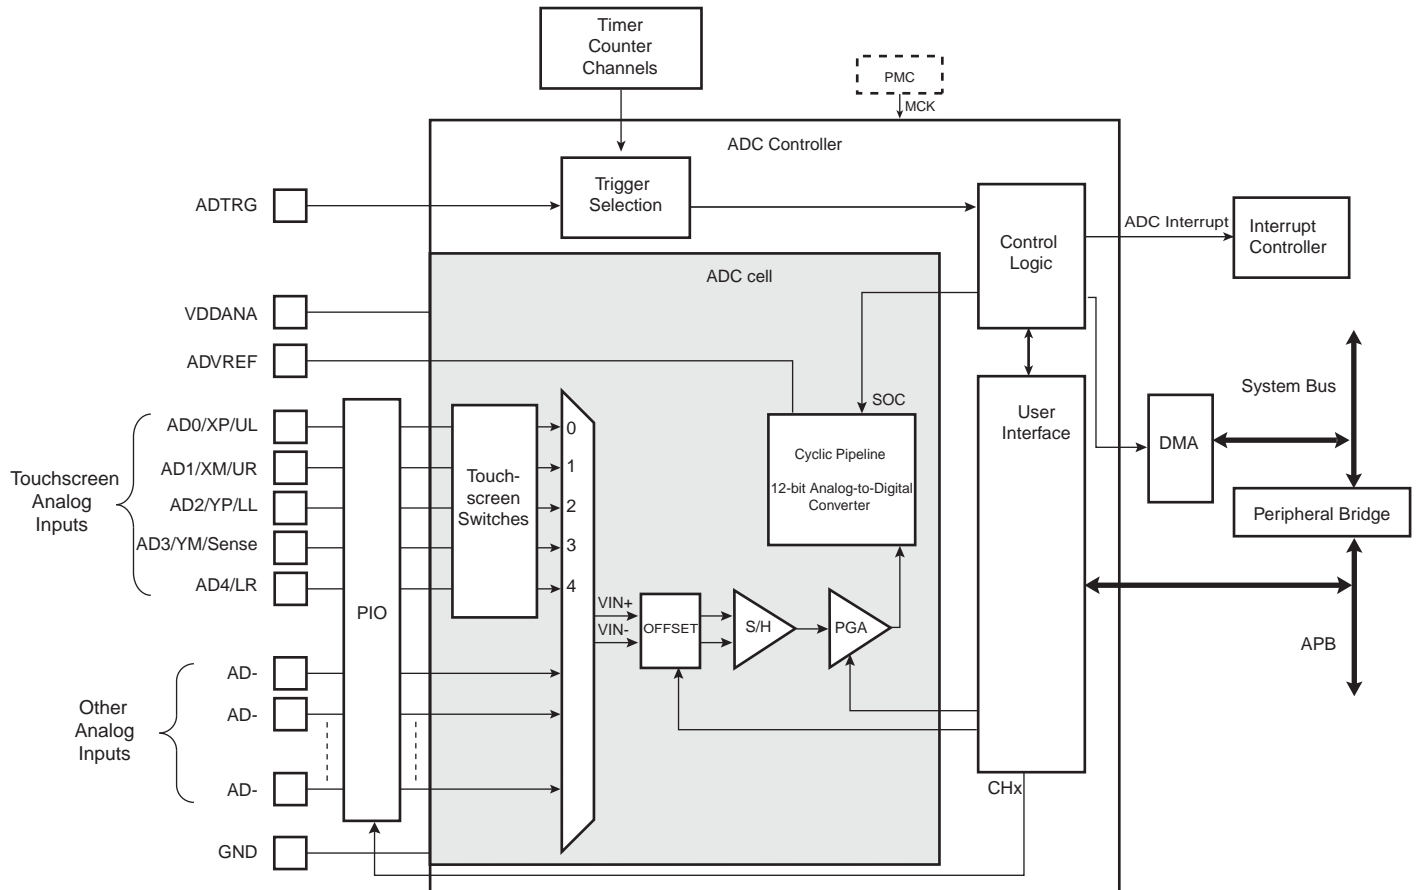 Timer
Counter
Channels
PMC
MCK
ADC Controller
ADTRG
Trigger
Selection
Control
Logic
ADC Interrupt
Interrupt
Controller
ADC cell
VDDANA
ADVREF
SOC
User
Interface
System Bus
DMA
Peripheral Bridge
APB
Touchscreen
Analog
Inputs
AD0/XP/UL
AD1/XM/UR
AD2/YP/LL
AD3/YM/Sense
AD4/LR
PIO
Touch-
screen
Switches
0
1
2
3
4
Cyclic Pipeline
12-bit Analog-to-Digital
Converter
VIN+
VIN-
OFFSET
S/H
PGA
Other
Analog
Inputs
AD-
AD-
AD-
CHx
GND